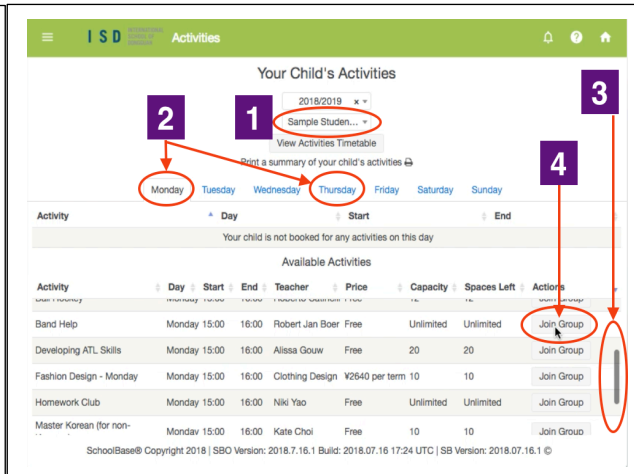 ISD Activities
Your Child's Activities
2018/2019 x
3
2
1
Sample Studen...
View Activities Timetable
4
Print a summary of your child's activities
Monday Tuesday Wednesday Thursday Friday Saturday Sunday
Activity Day Start End
Your child is not booked for any activities on this day
Available Activities
Activity Day Start End Teacher Price Capacity Spaces Left Actions
Band Help Monday 15:00 16:00 Robert Jan Boer Free Unlimited Unlimited Join Group
Developing ATL Skills Monday 15:00 16:00 Alissa Gouw Free 20 20 Join Group
Fashion Design - Monday Monday 15:00 16:00 Clothing Design ¥2640 per term 10 10 Join Group
Homework Club Monday 15:00 16:00 Niki Yao Free Unlimited Unlimited Join Group
Master Korean (for non-
Monday 15:00 16:00 Kate Choi Free 10 10 Join Group
SchoolBase® Copyright 2018 | SBO Version: 2018.7.16.1 Build: 2018.07.16 17:24 UTC | SB Version: 2018.07.16.1 ©